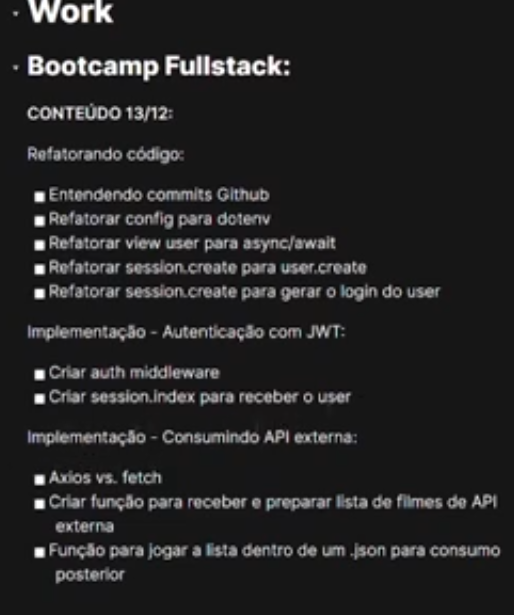 Work
Bootcamp Fullstack:
CONTEÚDO 13/12:
Refatorando código:
Entendendo commits Github
Refatorar config para dotenv
Refatorar view user para async/await
Refatorar session.create para user.create
Refatorar session.create para gerar o login do user
Implementação - Autenticação com JWT:
Criar auth middleware
Criar session.index para receber o user
Implementação - Consumindo API externa:
Axios vs. fetch
Criar função para receber e preparar lista de filmes de API
externa
Função para jogar a lista dentro de um .json para consumo
posterior